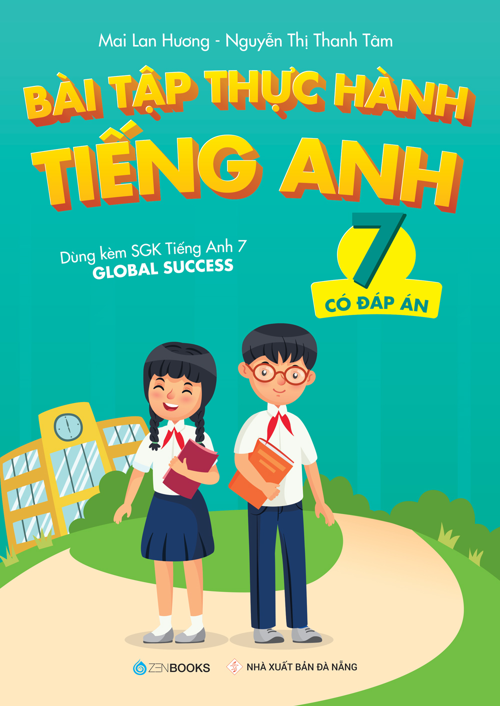 Mai Lan Hương - Nguyễn Thị Thanh Tâm
BÀI TẬP THỰC HÀNH
TIẾNG ANH
7
CÓ ĐÁP ÁN
Dùng kèm SGK Tiếng Anh 7
GLOBAL SUCCESS
ZENBOOKS
NHÀ XUẤT BẢN ĐÀ NẴNG